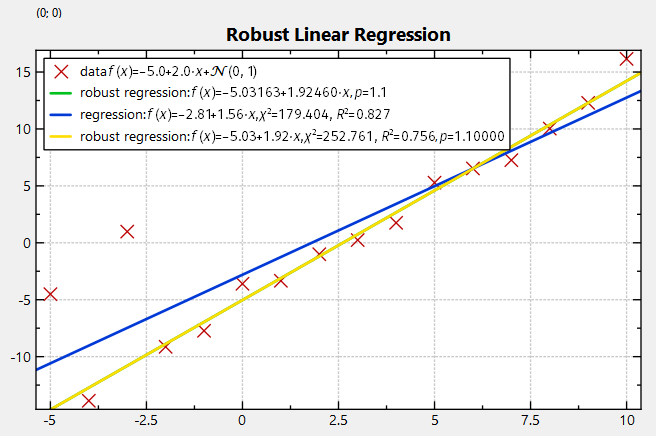 (0; 0)
Robust Linear Regression
data f (x)=−5.0+2.0·x+𝒩(0, 1)
robust regression: f (x)=−5.03163+1.92460·x, p=1.1
regression: f (x)=−2.81+1.56·x, χ²=179.404, R²=0.827
robust regression: f (x)=−5.03+1.92·x, χ²=252.761, R²=0.756, p=1.10000
15
10
5
0
-5
-10
-5 -2.5 0 2.5 5 7.5 10